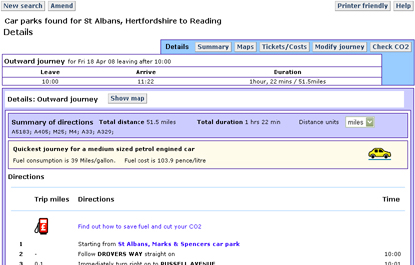 New search Amend Printer friendly Help
Car parks found for St Albans, Hertfordshire to Reading
Details
Details Summary Maps Tickets/Costs Modify journey Check CO2
Outward journey for Fri 18 Apr 08 leaving after 10:00
Leave Arrive Duration
10:00 11:22 1hour, 22 mins / 51.5miles
Details: Outward journey Show map
Summary of directions Total distance 51.5 miles Total duration 1 hrs 22 mn Distance units miles
A5183; A405; M25; M4; A33; A329;
Quickest journey for a medium sized petrol engined car
Fuel consumption is 39 Miles/gallon. Fuel cost is 103.9 pence/litre
Directions
Trip miles Directions Time
Find out how to save fuel and cut your CO2
1 Starting from St Albans, Marks & Spencers car park
2 - Follow DROVERS WAY straight on 10:00
3 0.1 Immediately turn right on to RUSSELL AVENUE 10:01